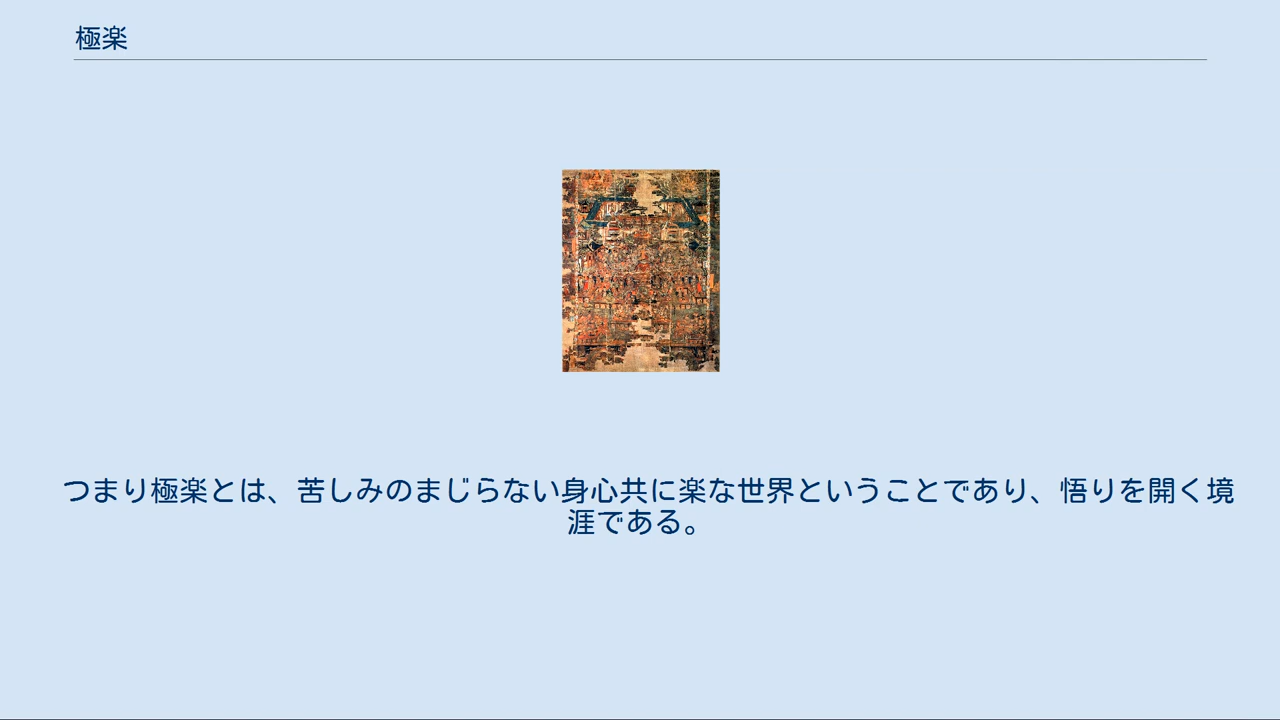 極楽
つまり極楽とは、苦しみのまじらない身心共に楽な世界ということであり、悟りを開く境
涯である。